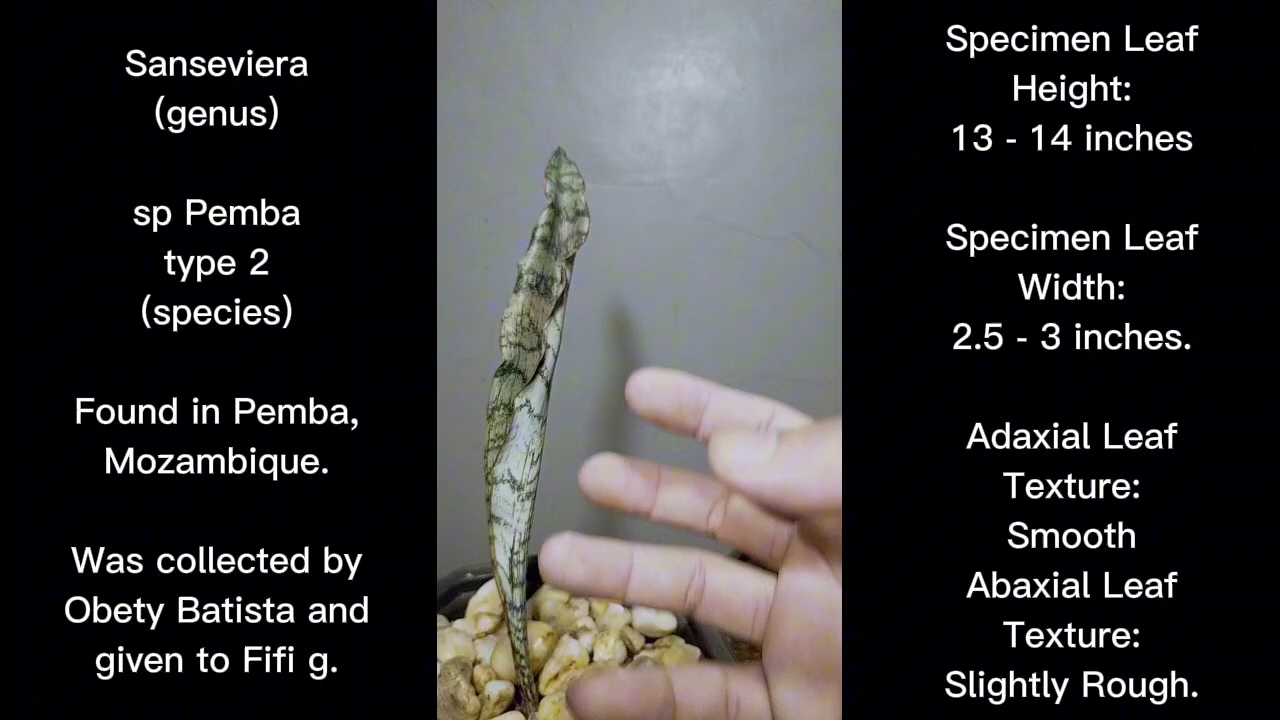 Sanseviera
(genus)
sp Pemba
type 2
(species)
Found in Pemba,
Mozambique.
Was collected by
Obety Batista and
given to Fifi g.
Specimen Leaf
Height:
13 - 14 inches
Specimen Leaf
Width:
2.5 - 3 inches.
Adaxial Leaf
Texture:
Smooth
Abaxial Leaf
Texture:
Slightly Rough.